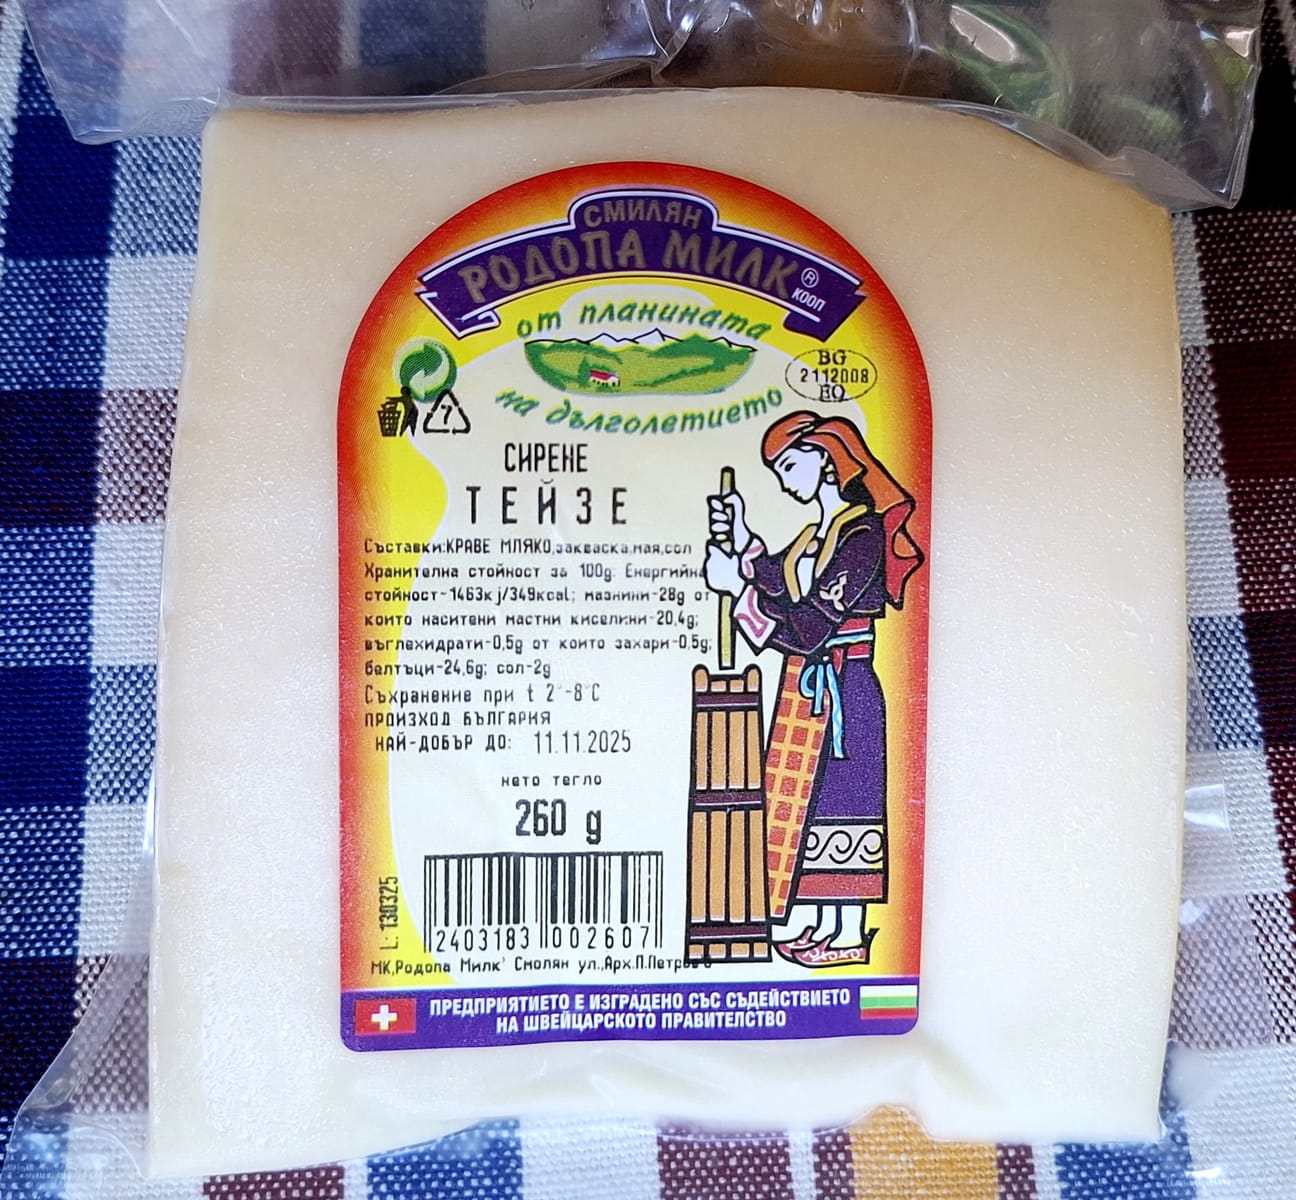 СМИЛЯН
РОДОПА МИЛК®
КООП
от планината
на дълголетието
BG
2112008
EO
7
СИРЕНЕ
ТЕЙЗЕ
Съставки:КРАВЕ МЛЯКО,закваска,мая,сол
Хранителна стойност за 100g: Енергийна
стойност-1463kj/349kcal; мазнини-28g от
които наситени мастни киселини-20,4g;
въглехидрати-0,5g от които захари-0,5g;
белтъци-24,6g; сол-2g
Съхранение при t 2°-8°C
ПРОИЗХОД БЪЛГАРИЯ
НАЙ-ДОБЪР ДО: 11.11.2025
нето тегло
260 g
L: 130325
2403183 002607
МК,Родопа Милк' Смолян ул.,Арх.П.Петров
ПРЕДПРИЯТИЕТО Е ИЗГРАДЕНО СЪС СЪДЕЙСТВИЕТО
НА ШВЕЙЦАРСКОТО ПРАВИТЕЛСТВО